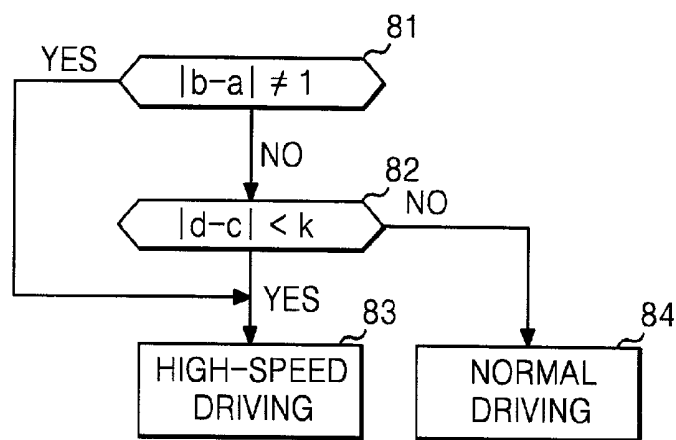 81
YES
|b-a| ≠ 1
NO
82
|d-c| < k
NO
YES
83
84
HIGH-SPEED
DRIVING
NORMAL
DRIVING